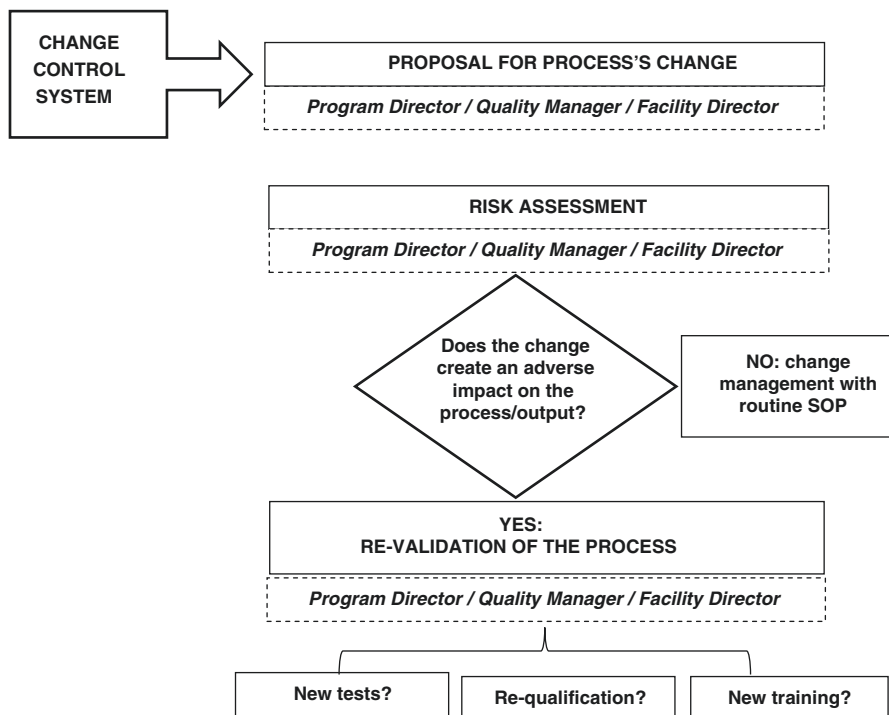 CHANGE
CONTROL
SYSTEM
PROPOSAL FOR PROCESS'S CHANGE
Program Director / Quality Manager / Facility Director
RISK ASSESSMENT
Program Director / Quality Manager / Facility Director
Does the change
create an adverse
impact on the
process/output?
NO: change
management with
routine SOP
YES:
RE-VALIDATION OF THE PROCESS
Program Director / Quality Manager / Facility Director
New tests?
Re-qualification?
New training?